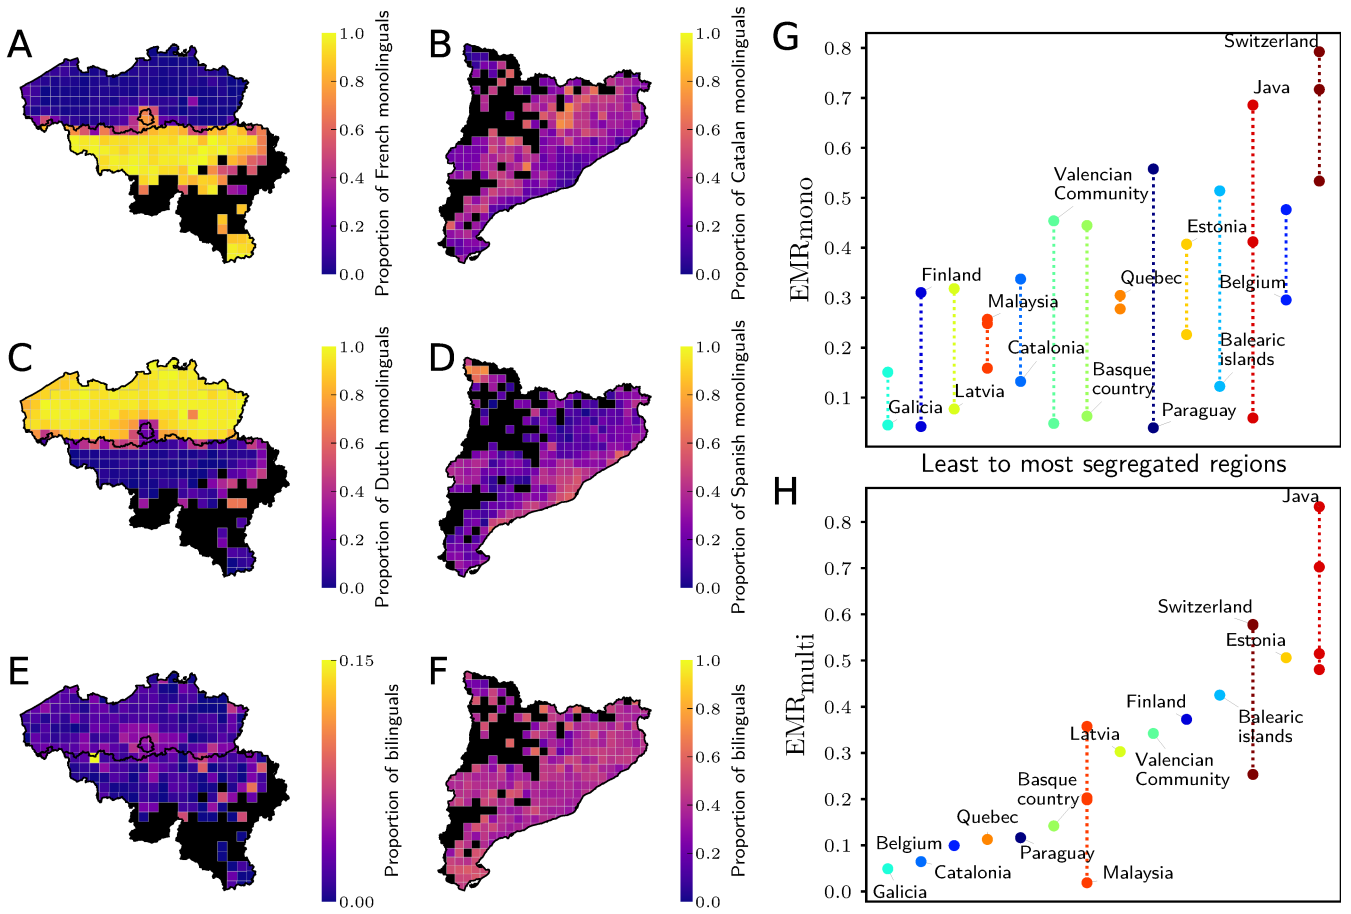 A
1.0
0.8
0.6
0.4
0.2
0.0
Proportion of French monolinguals
B
1.0
0.8
0.6
0.4
0.2
0.0
Proportion of Catalan monolinguals
C
1.0
0.8
0.6
0.4
0.2
0.0
Proportion of Dutch monolinguals
D
1.0
0.8
0.6
0.4
0.2
0.0
Proportion of Spanish monolinguals
E
0.15
0.00
Proportion of bilinguals
F
1.0
0.8
0.6
0.4
0.2
0.0
Proportion of bilinguals
G
EMRmono
0.8
0.7
0.6
0.5
0.4
0.3
0.2
0.1
Switzerland
Java
Valencian
Community
Estonia
Finland
Quebec
Belgium
Malaysia
Catalonia
Balearic
islands
Basque
country
Latvia
Galicia
Paraguay
Least to most segregated regions
H
EMRmulti
0.8
0.7
0.6
0.5
0.4
0.3
0.2
0.1
0.0
Java
Switzerland
Estonia
Finland
Balearic
islands
Latvia
Valencian
Community
Basque
country
Quebec
Belgium
Paraguay
Catalonia
Malaysia
Galicia